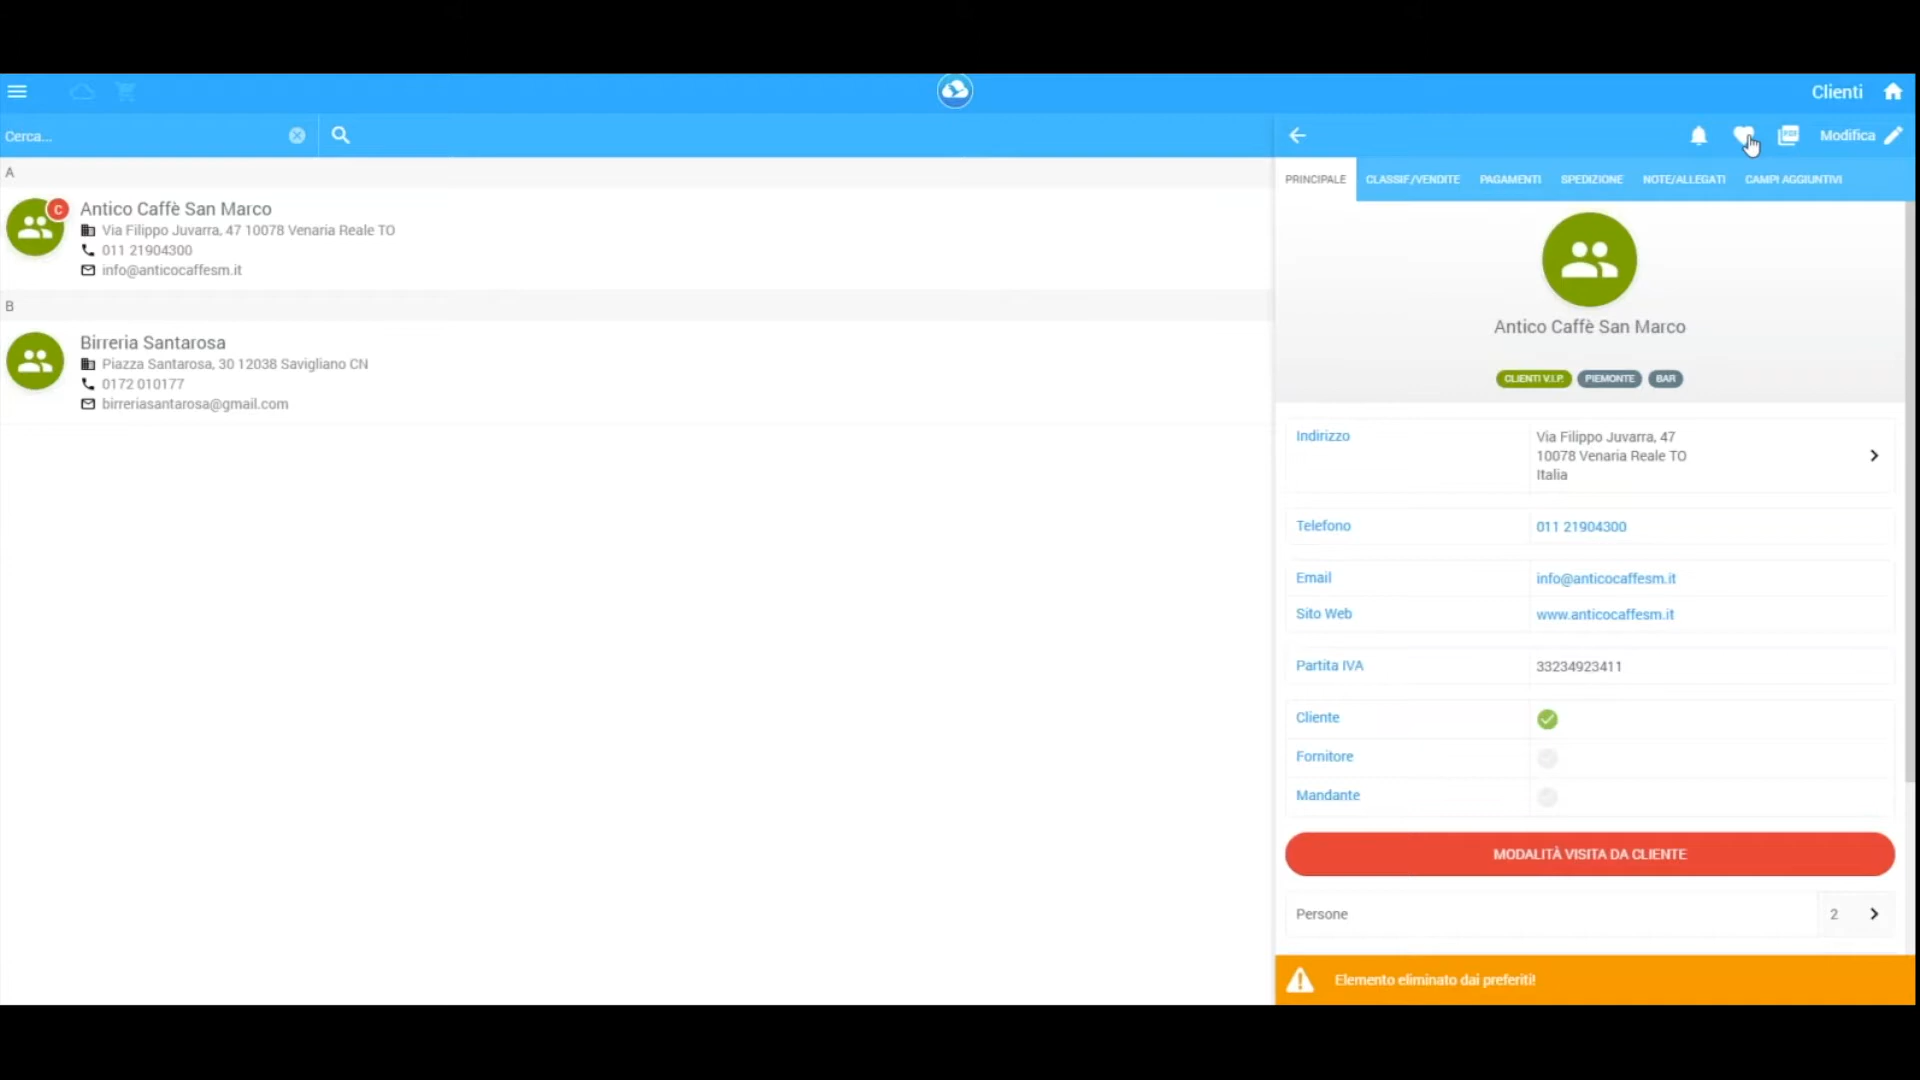 Clienti
Cerca...
Modifica
A
C
Antico Caffè San Marco
Via Filippo Juvarra, 47 10078 Venaria Reale TO
011 21904300
info@anticocaffesm.it
B
Birreria Santarosa
Piazza Santarosa, 30 12038 Savigliano CN
0172 010177
birreriasantarosa@gmail.com
PRINCIPALE CLASSIF./VENDITE PAGAMENTI SPEDIZIONE NOTE/ALLEGATI CAMPI AGGIUNTIVI
Antico Caffè San Marco
CLIENTI V.I.P. PIEMONTE BAR
Indirizzo Via Filippo Juvarra, 47
10078 Venaria Reale TO
Italia
Telefono 011 21904300
Email info@anticocaffesm.it
Sito Web www.anticocaffesm.it
Partita IVA 33234923411
Cliente
Fornitore
Mandante
MODALITÀ VISITA DA CLIENTE
Persone 2
Elemento eliminato dai preferiti!